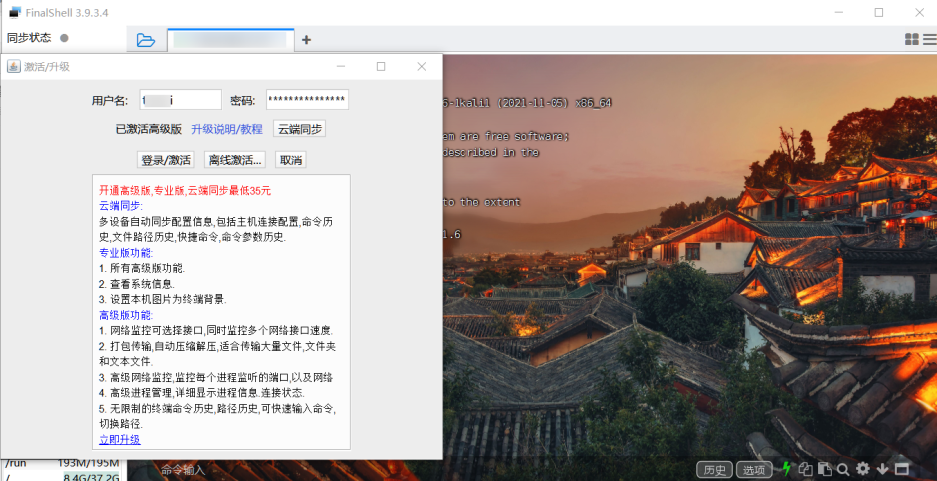 FinalShell 3.9.3.4
同步状态
激活/升级
用户名:
密码: ***************
已激活高级版 升级说明/教程 云端同步
登录/激活 离线激活... 取消
开通高级版,专业版,云端同步最低35元
云端同步:
多设备自动同步配置信息,包括主机连接配置,命令历
史,文件路径历史,快捷命令,命令参数历史.
专业版功能:
1. 所有高级版功能.
2. 查看系统信息.
3. 设置本机图片为终端背景.
高级版功能:
1. 网络监控可选择接口,同时监控多个网络接口速度.
2. 打包传输,自动压缩解压,适合传输大量文件,文件夹
和文本文件.
3. 高级网络监控,监控每个进程监听的端口,以及网络
4. 高级进程管理,详细显示进程信息.连接状态.
5. 无限制的终端命令历史,路径历史,可快速输入命令,
切换路径.
立即升级
6-1kali1 (2021-11-05) x86_64
em are free software;
described in the
to the extent
1.6
/run 193M/195M
/ 8.4G/37.2G
命令输入
历史 选项